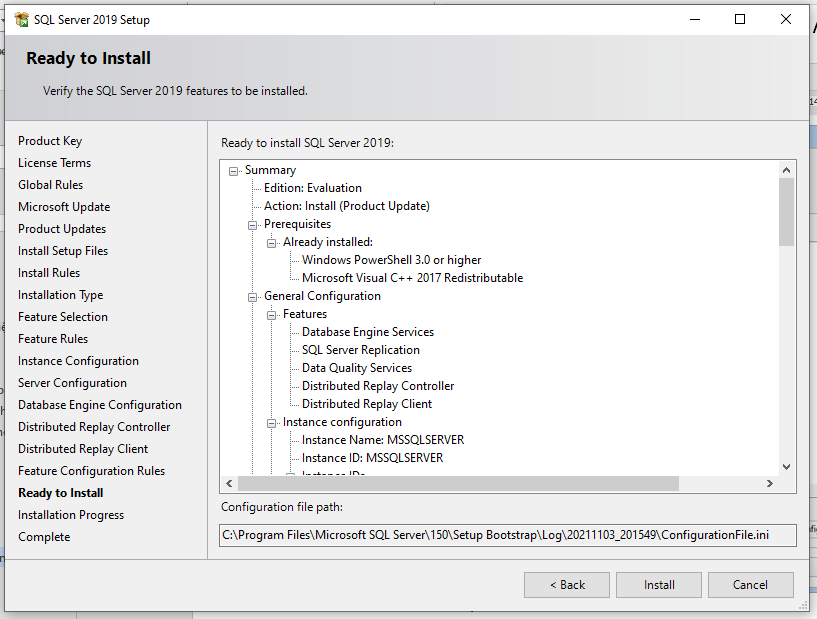 SQL Server 2019 Setup
Ready to Install
Verify the SQL Server 2019 features to be installed.
Product Key
License Terms
Global Rules
Microsoft Update
Product Updates
Install Setup Files
Install Rules
Installation Type
Feature Selection
Feature Rules
Instance Configuration
Server Configuration
Database Engine Configuration
Distributed Replay Controller
Distributed Replay Client
Feature Configuration Rules
Ready to Install
Installation Progress
Complete
Ready to install SQL Server 2019:
Summary
Edition: Evaluation
Action: Install (Product Update)
Prerequisites
Already installed:
Windows PowerShell 3.0 or higher
Microsoft Visual C++ 2017 Redistributable
General Configuration
Features
Database Engine Services
SQL Server Replication
Data Quality Services
Distributed Replay Controller
Distributed Replay Client
Instance configuration
Instance Name: MSSQLSERVER
Instance ID: MSSQLSERVER
Configuration file path:
C:\Program Files\Microsoft SQL Server\150\Setup Bootstrap\Log\20211103_201549\ConfigurationFile.ini
< Back
Install
Cancel